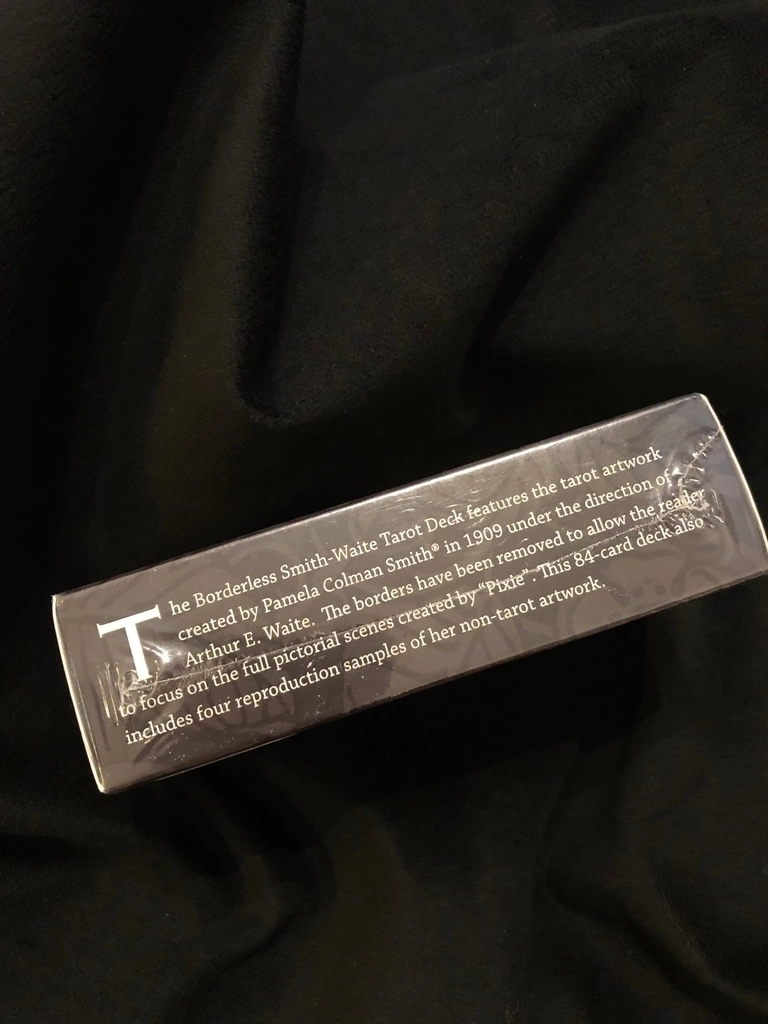 The Borderless Smith-Waite Tarot Deck features the tarot artwork
created by Pamela Colman Smith® in 1909 under the direction of
Arthur E. Waite. The borders have been removed to allow the reader
to focus on the full pictorial scenes created by "Pixie". This 84-card deck also
includes four reproduction samples of her non-tarot artwork.